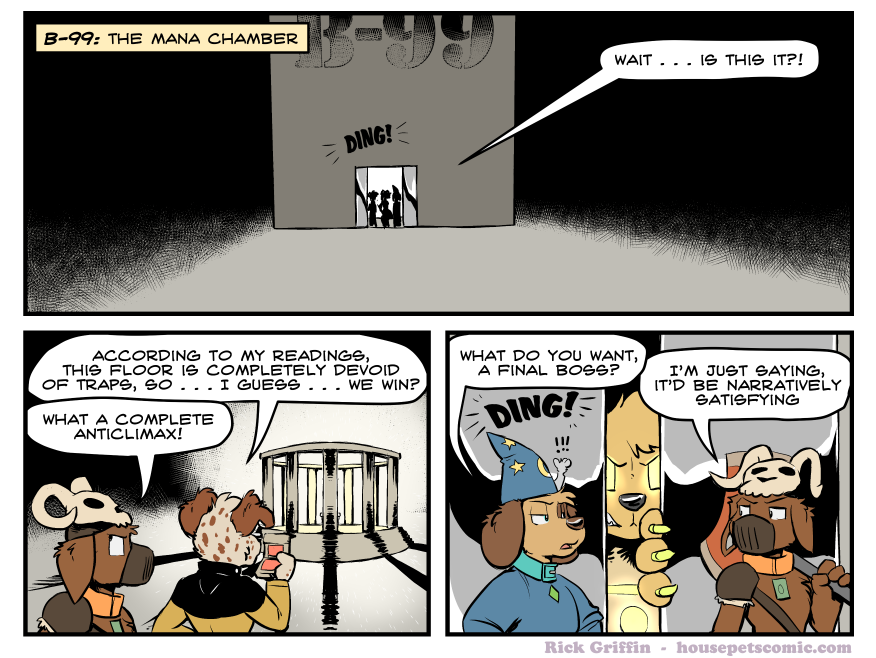 B-99: THE MANA CHAMBER
B-99
WAIT . . . IS THIS IT?!
DING!
ACCORDING TO MY READINGS,
THIS FLOOR IS COMPLETELY DEVOID
OF TRAPS, SO . . . I GUESS . . . WE WIN?
WHAT A COMPLETE
ANTICLIMAX!
WHAT DO YOU WANT,
A FINAL BOSS?
I'M JUST SAYING,
IT'D BE NARRATIVELY
SATISFYING
DING!
!!!
Rick Griffin - housepetscomic.com